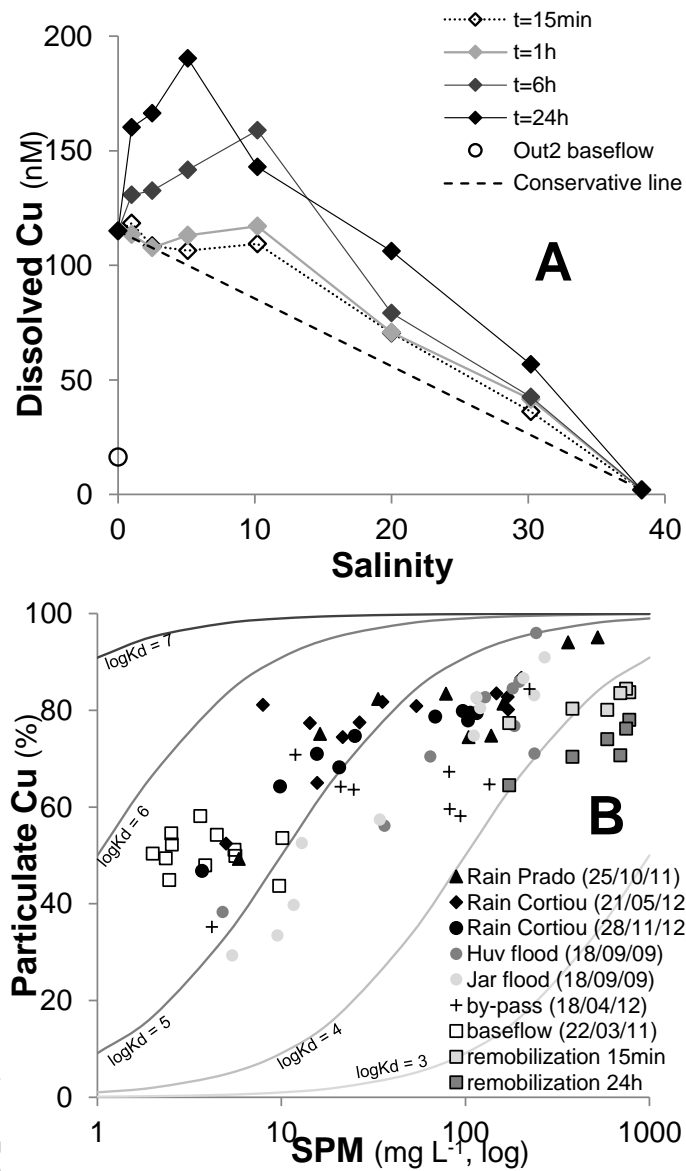 200
150
100
50
0
Dissolved Cu (nM)
t=15min
t=1h
t=6h
t=24h
Out2 baseflow
Conservative line
A
0 10 20 30 40
Salinity
100
80
60
40
20
0
Particulate Cu (%)
logKd = 7
logKd = 6
logKd = 5
logKd = 4
logKd = 3
B
Rain Prado (25/10/11)
Rain Cortiou (21/05/12
Rain Cortiou (28/11/12
Huv flood (18/09/09)
Jar flood (18/09/09)
by-pass (18/04/12)
baseflow (22/03/11)
remobilization 15min
remobilization 24h
1 10 100 1000
SPM (mg L⁻¹, log)